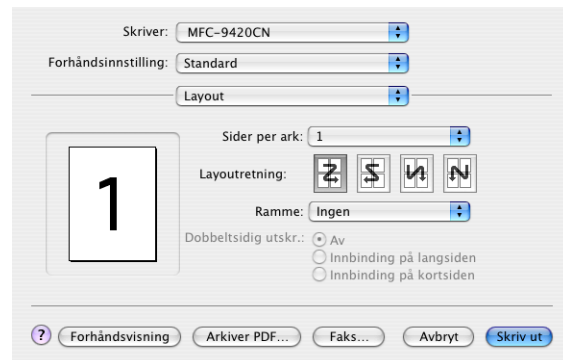 Skriver: MFC-9420CN
Forhåndsinnstilling: Standard
Layout
Sider per ark: 1
Layoutretning:
Ramme: Ingen
Dobbeltsidig utskr.: Av
Innbinding på langsiden
Innbinding på kortsiden
1
? Forhåndsvisning Arkiver PDF... Faks... Avbryt Skriv ut